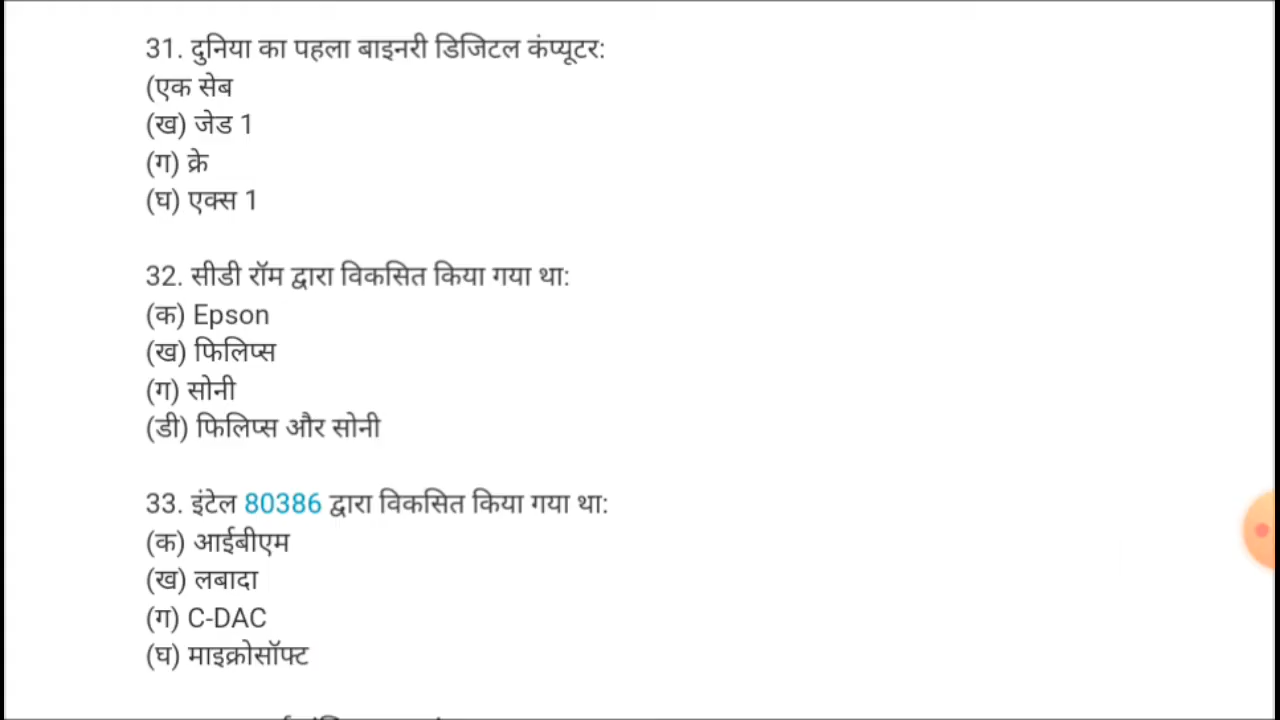 31. दुनिया का पहला बाइनरी डिजिटल कंप्यूटर:
(एक सेब
(ख) जेड 1
(ग) क्रे
(घ) एक्स 1
32. सीडी रॉम द्वारा विकसित किया गया था:
(क) Epson
(ख) फिलिप्स
(ग) सोनी
(डी) फिलिप्स और सोनी
33. इंटेल 80386 द्वारा विकसित किया गया था:
(क) आईबीएम
(ख) लबादा
(ग) C-DAC
(घ) माइक्रोसॉफ्ट